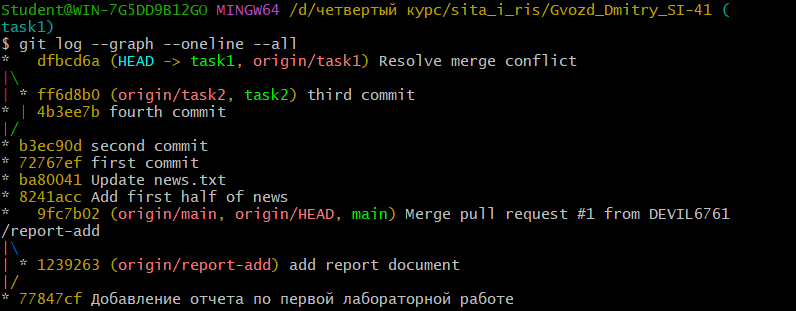 Student@WIN-7G5DD9B12GO MINGW64 /d/четвертый курс/sita_i_ris/Gvozd_Dmitry_SI-41 (
task1)
$ git log --graph --oneline --all
*   dfbcd6a (HEAD -> task1, origin/task1) Resolve merge conflict
|\
| * ff6d8b0 (origin/task2, task2) third commit
* | 4b3ee7b fourth commit
|/
* b3ec90d second commit
* 72767ef first commit
* ba80041 Update news.txt
* 8241acc Add first half of news
*   9fc7b02 (origin/main, origin/HEAD, main) Merge pull request #1 from DEVIL6761
/report-add
|\
| * 1239263 (origin/report-add) add report document
|/
* 77847cf Добавление отчета по первой лабораторной работе